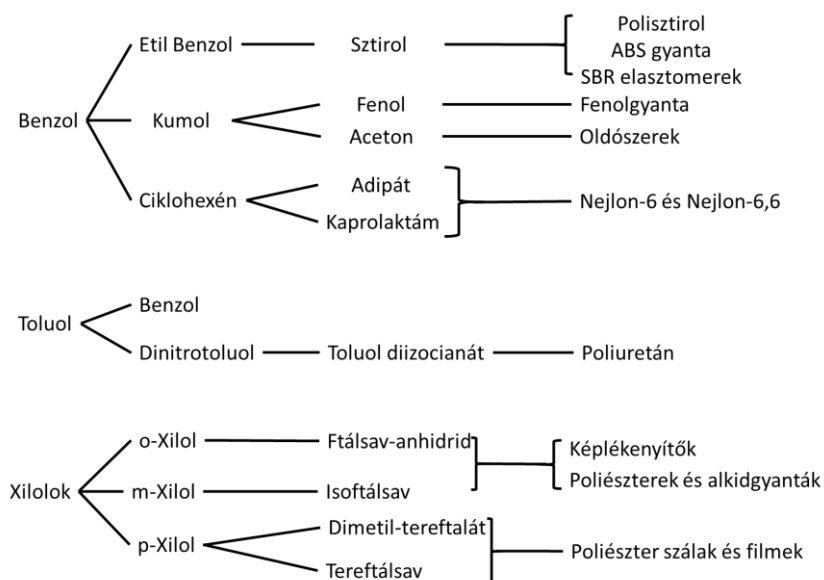 Polisztirol
Etil Benzol Sztirol ABS gyanta
SBR elasztomerek
Fenol Fenolgyanta
Benzol Kumol
Aceton Oldószerek
Adipát
Ciklohexén Nejlon-6 és Nejlon-6,6
Kaprolaktám
Benzol
Toluol
Dinitrotoluol Toluol diizocianát Poliuretán
o-Xilol Ftálsav-anhidrid Képlékenyítők
Xilolok m-Xilol Isoftálsav Poliészterek és alkidgyanták
Dimetil-tereftalát
p-Xilol Poliészter szálak és filmek
Tereftálsav